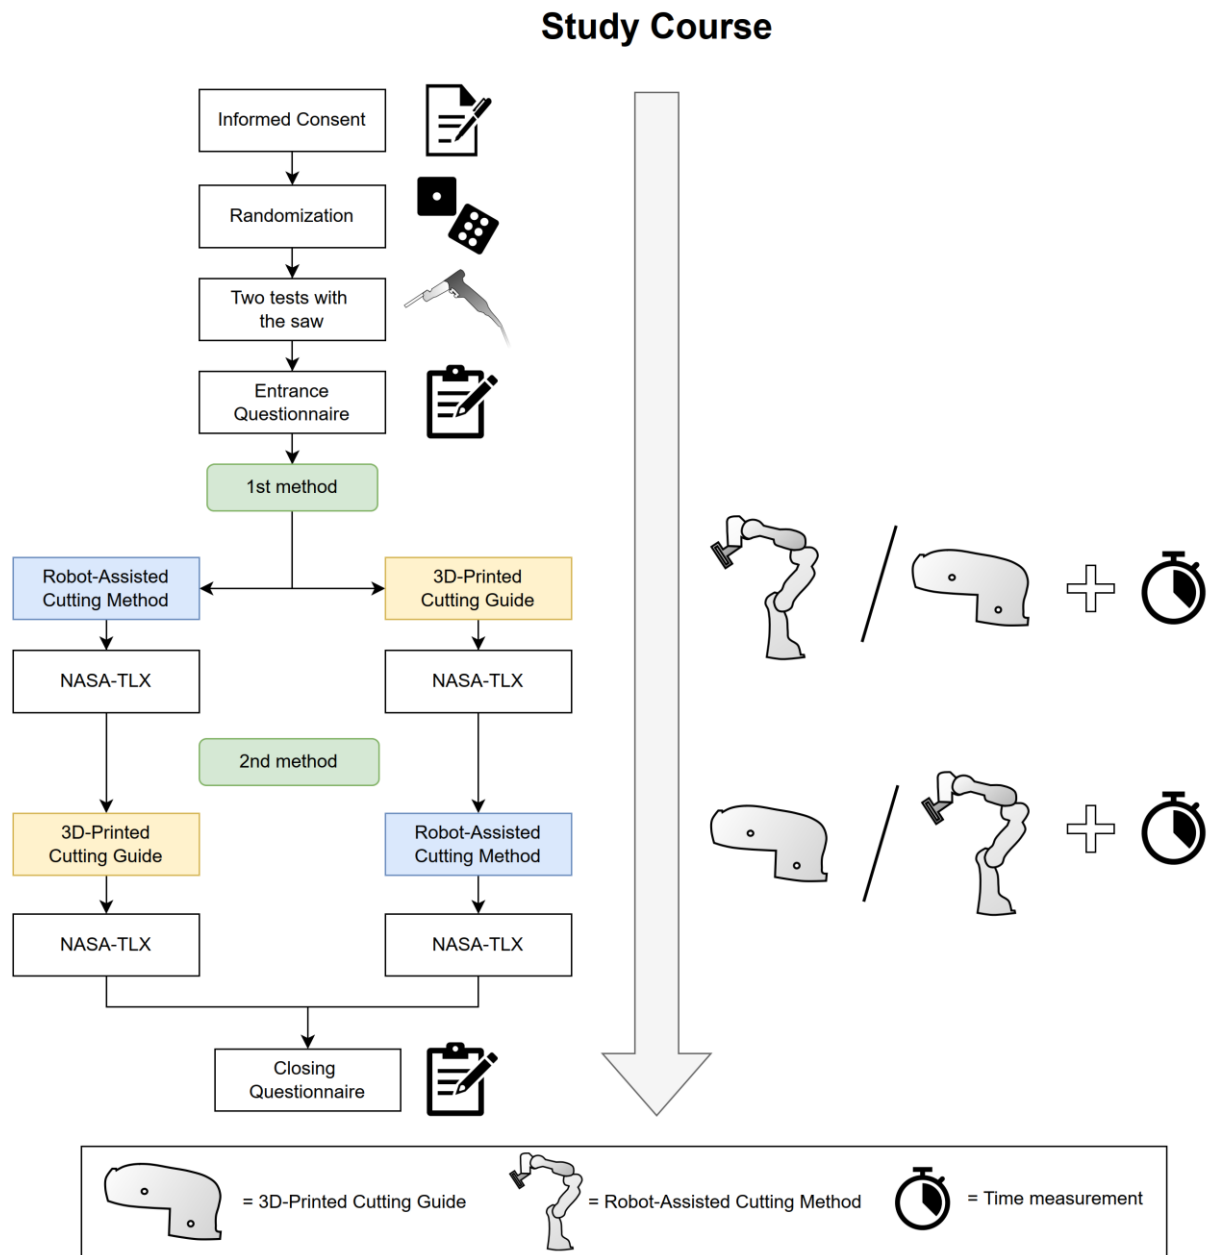 Study Course
Informed Consent
Randomization
Two tests with
the saw
Entrance
Questionnaire
1st method
Robot-Assisted
Cutting Method
3D-Printed
Cutting Guide
NASA-TLX
NASA-TLX
2nd method
3D-Printed
Cutting Guide
Robot-Assisted
Cutting Method
NASA-TLX
NASA-TLX
Closing
Questionnaire
= 3D-Printed Cutting Guide
= Robot-Assisted Cutting Method
= Time measurement